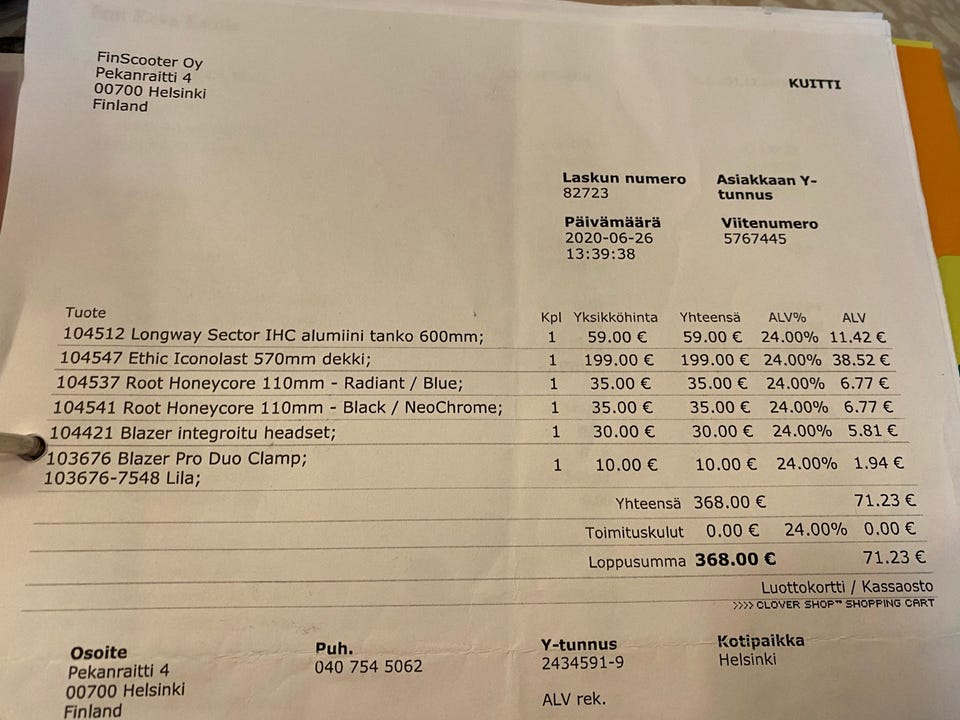 FinScooter Oy
Pekanraitti 4
00700 Helsinki
Finland
KUITTI
Laskun numero
82723
Asiakkaan Y-
tunnus
Päivämäärä
2020-06-26
13:39:38
Viitenumero
5767445
Tuote Kpl Yksikköhinta Yhteensä ALV% ALV
104512 Longway Sector IHC alumiini tanko 600mm; 1 59.00 € 59.00 € 24.00% 11.42 €
104547 Ethic Iconolast 570mm dekki; 1 199.00 € 199.00 € 24.00% 38.52 €
104537 Root Honeycore 110mm - Radiant / Blue; 1 35.00 € 35.00 € 24.00% 6.77 €
104541 Root Honeycore 110mm - Black / NeoChrome; 1 35.00 € 35.00 € 24.00% 6.77 €
104421 Blazer integroitu headset; 1 30.00 € 30.00 € 24.00% 5.81 €
103676 Blazer Pro Duo Clamp; 1 10.00 € 10.00 € 24.00% 1.94 €
103676-7548 Lila;
Yhteensä 368.00 € 71.23 €
Toimituskulut 0.00 € 24.00% 0.00 €
Loppusumma 368.00 € 71.23 €
Luottokortti / Kassaosto
>>>> CLOVER SHOP™ SHOPPING CART
Osoite
Pekanraitti 4
00700 Helsinki
Finland
Puh.
040 754 5062
Y-tunnus
2434591-9
ALV rek.
Kotipaikka
Helsinki